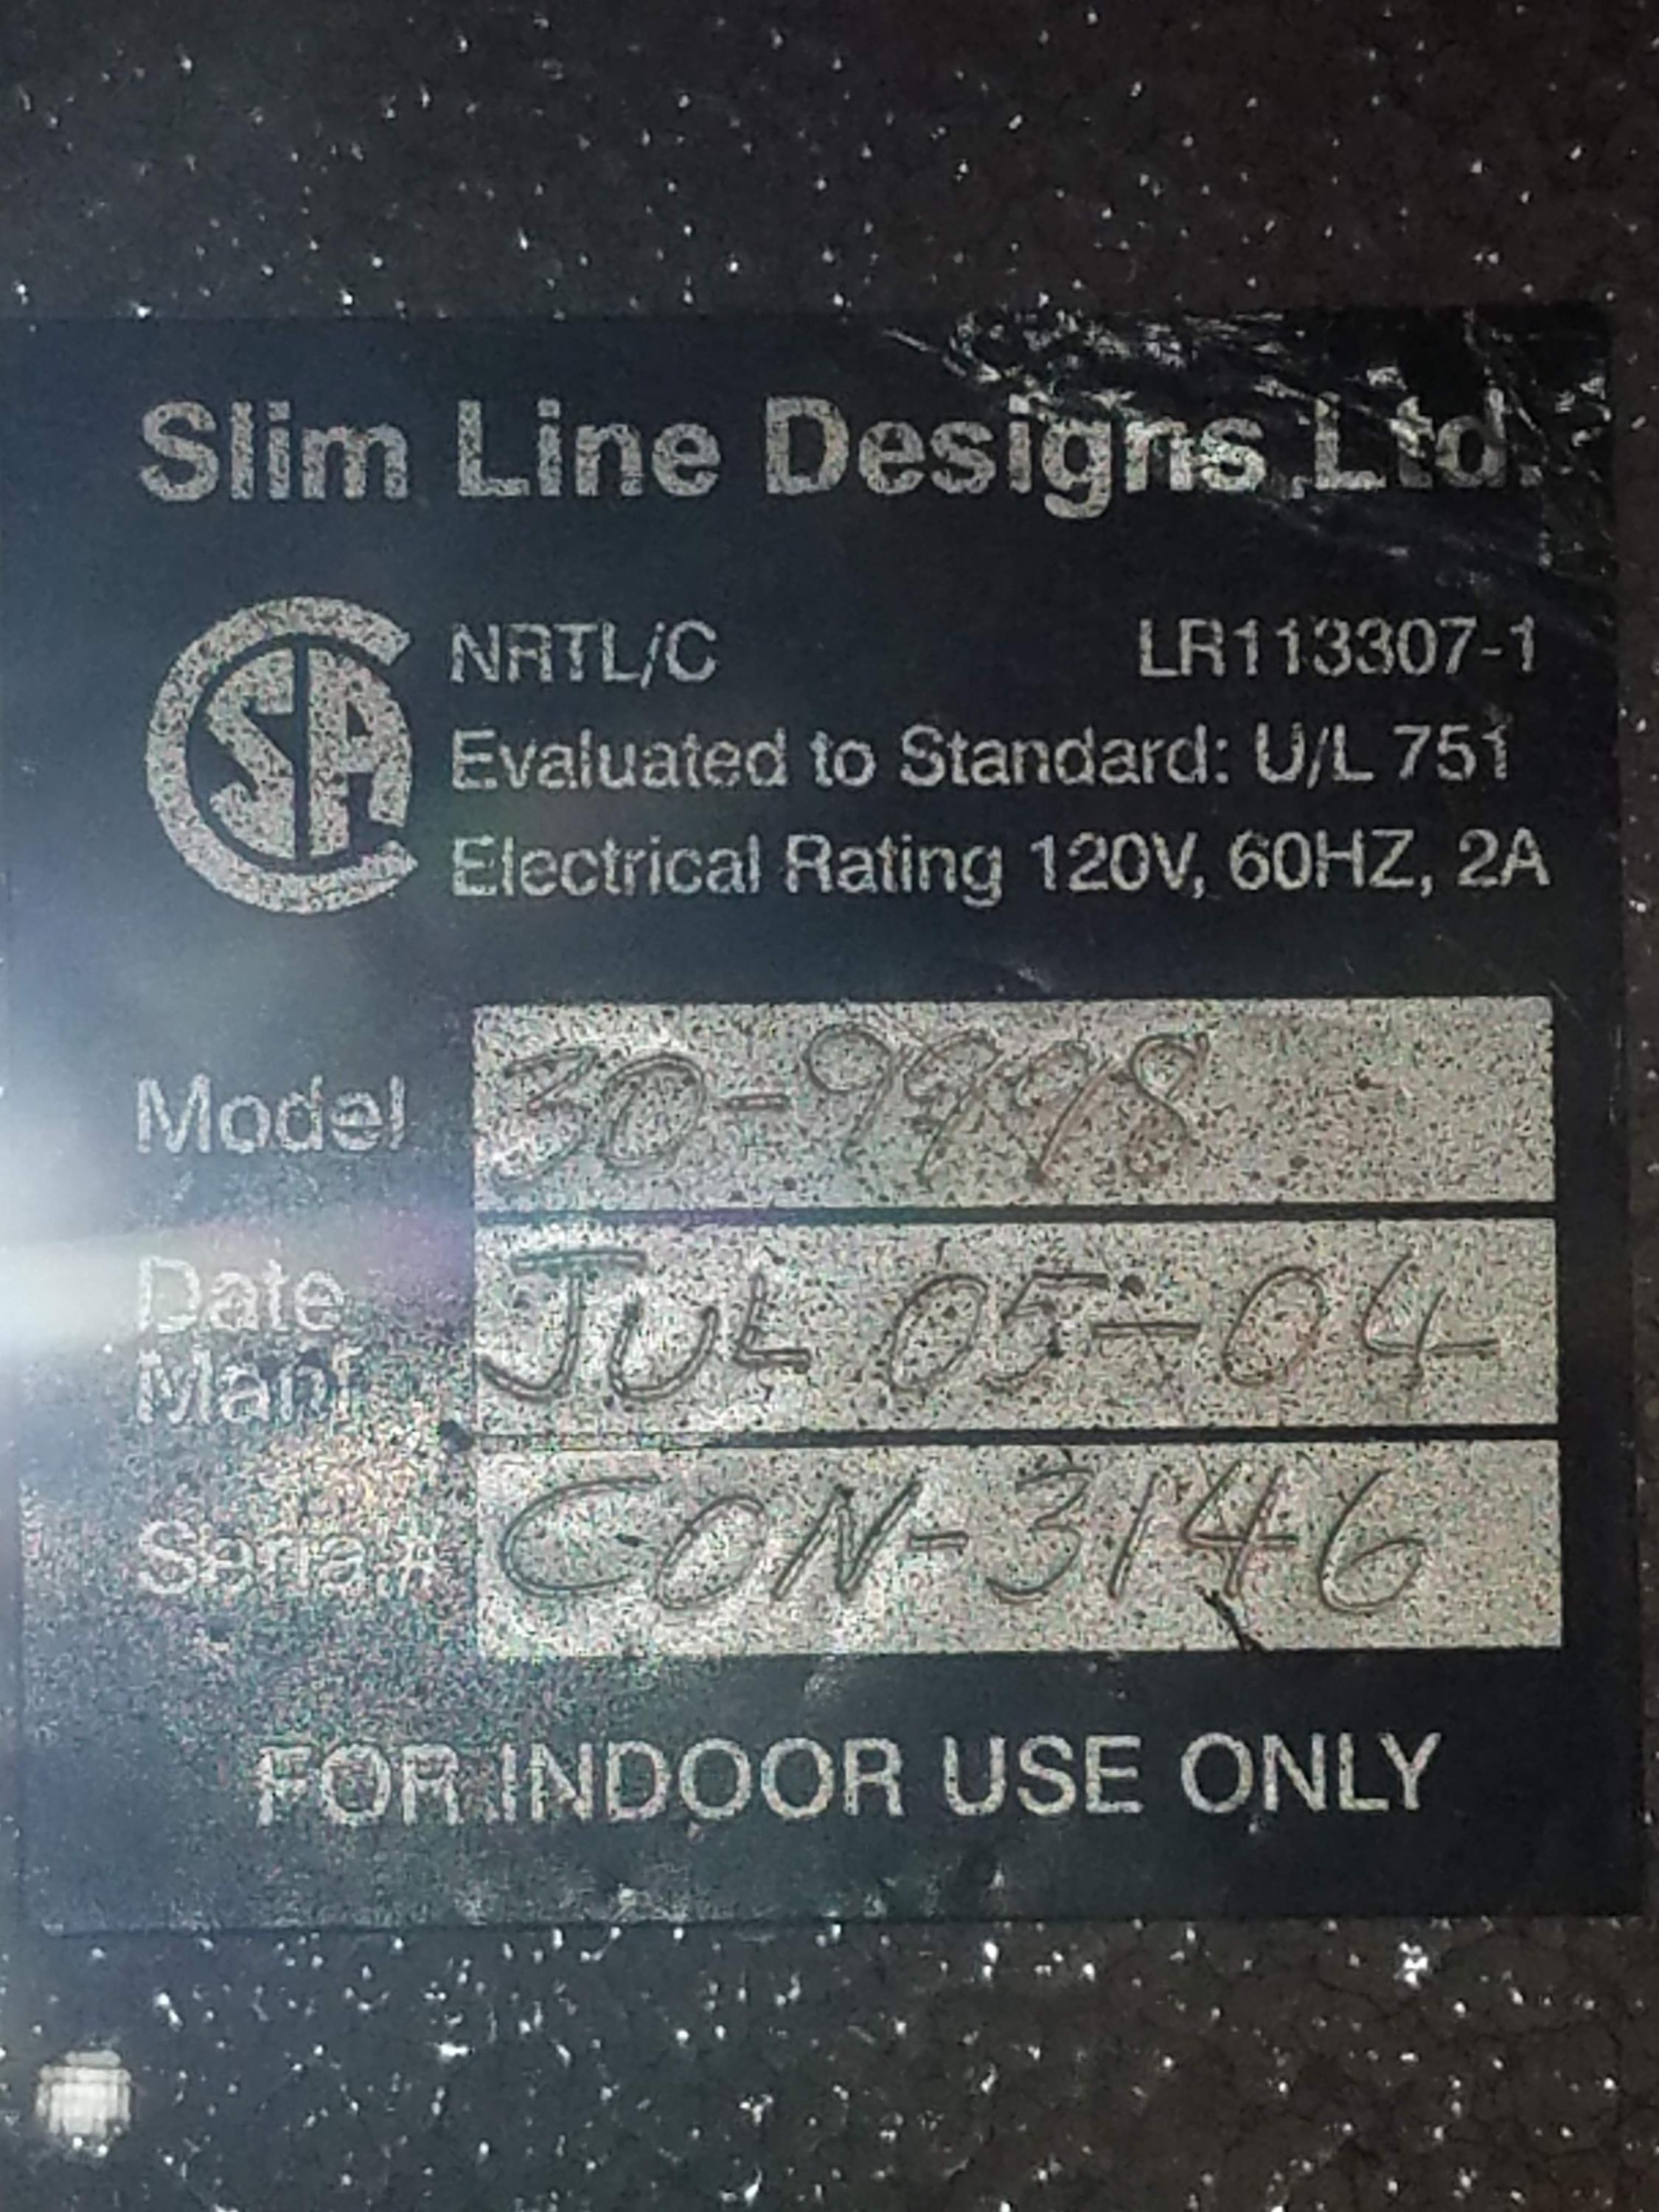 Slim Line Designs Ltd.
CSA NRTL/C LR113307-1
Evaluated to Standard: U/L 751
Electrical Rating 120V, 60HZ, 2A
Model 30-9998
Date Manf JUL 05-04
Serial# CON-3146
FOR INDOOR USE ONLY